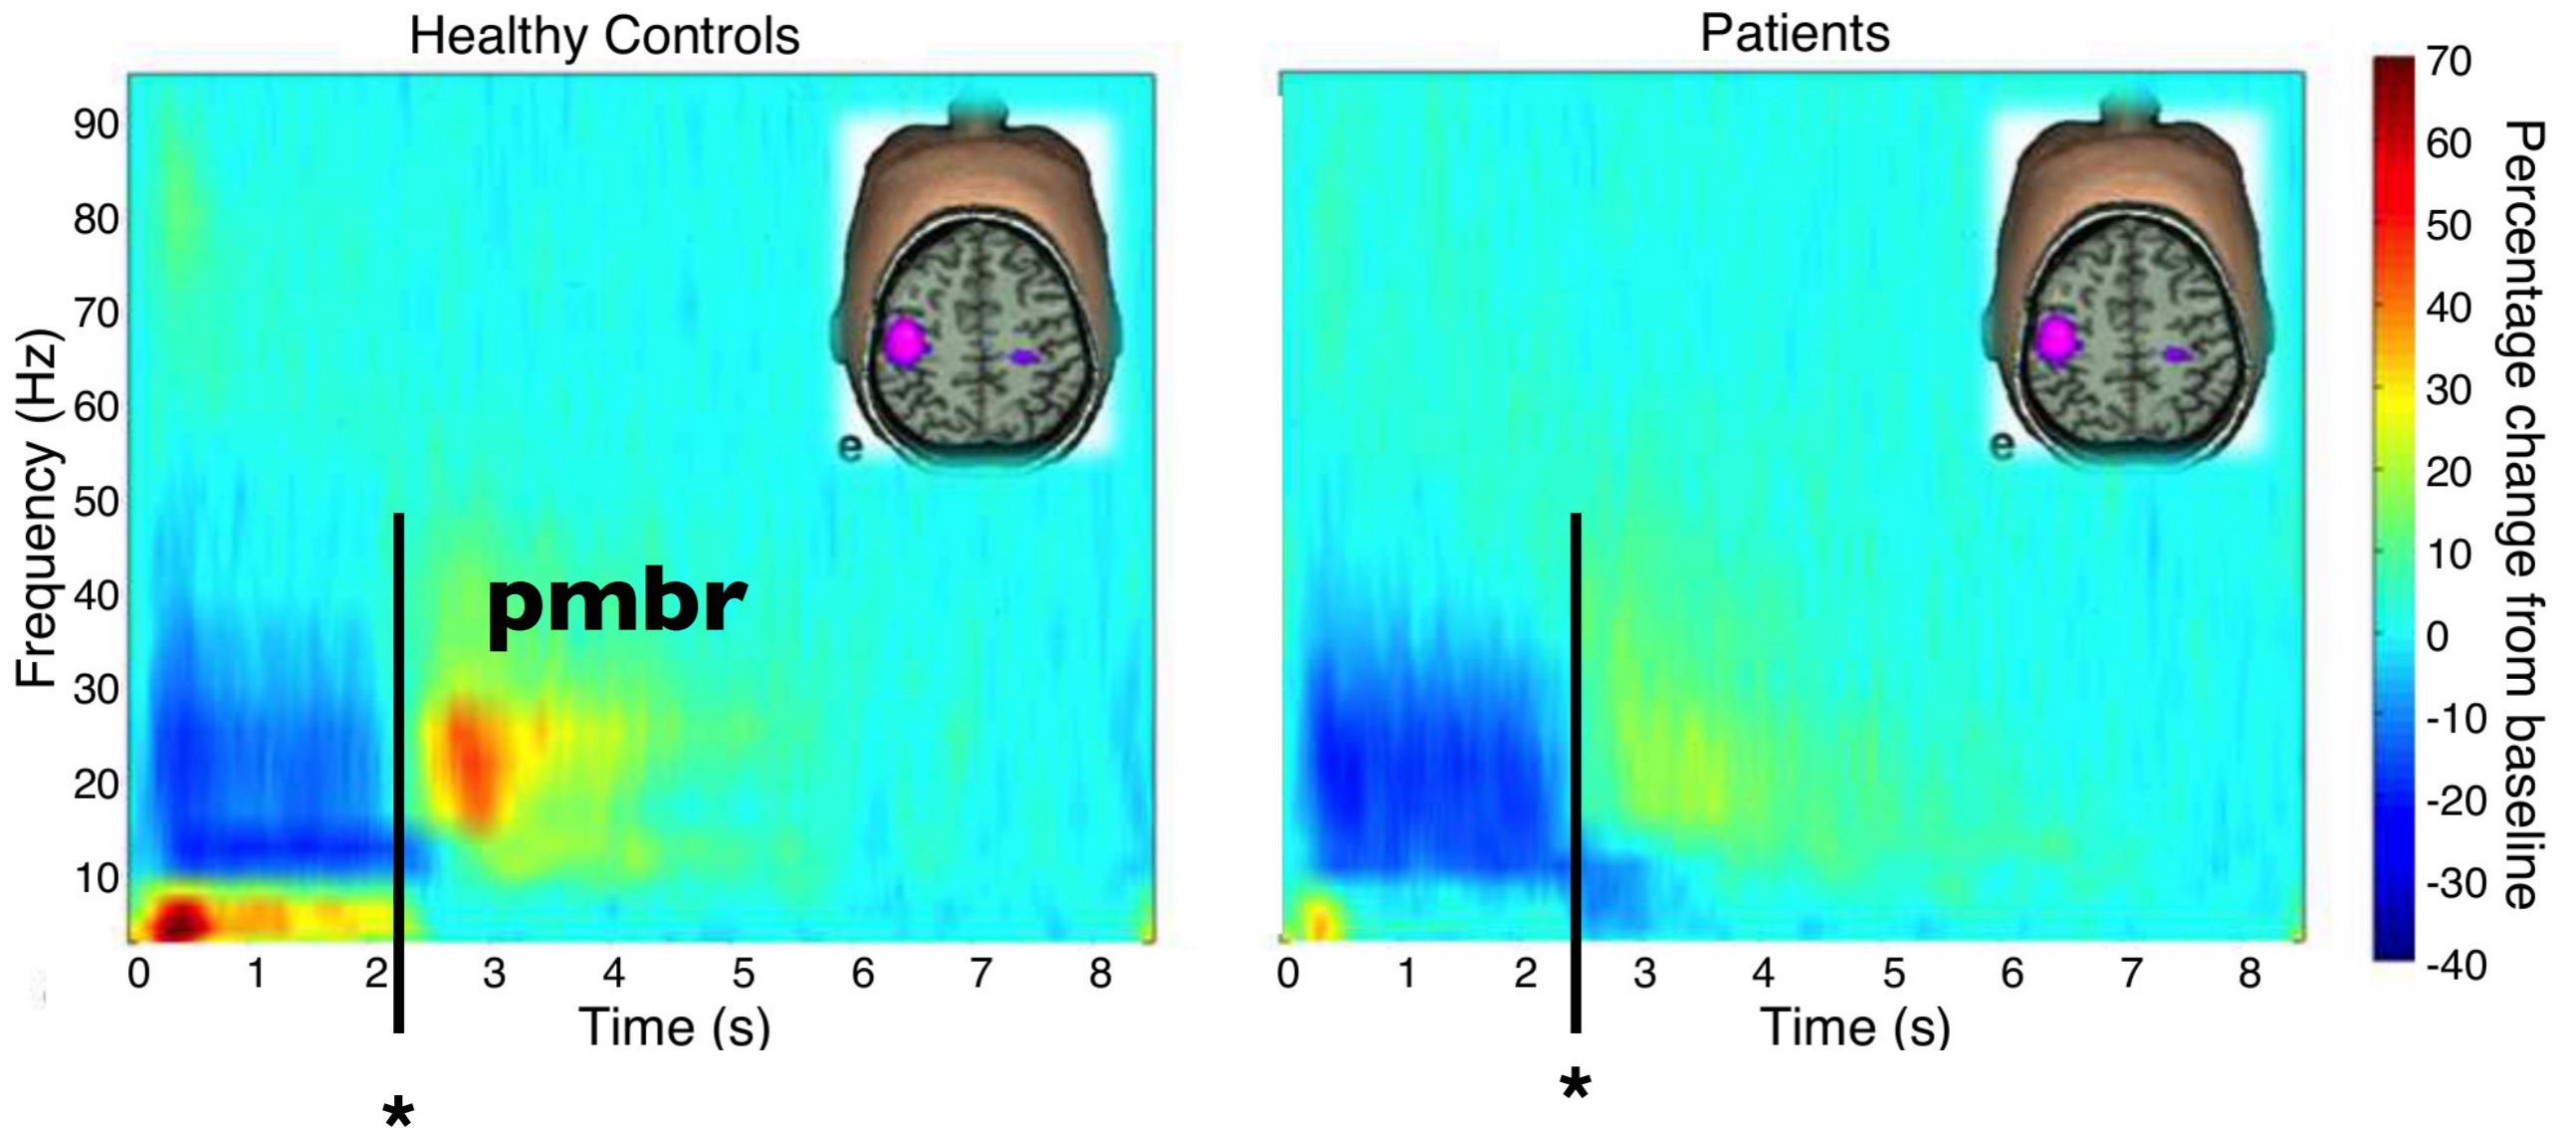 Healthy Controls
Patients
90
80
70
60
50
40
30
20
10
Frequency (Hz)
pmbr
e
0 1 2 3 4 5 6 7 8
Time (s)
*
e
0 1 2 3 4 5 6 7 8
Time (s)
*
70
60
50
40
30
20
10
0
-10
-20
-30
-40
Percentage change from baseline